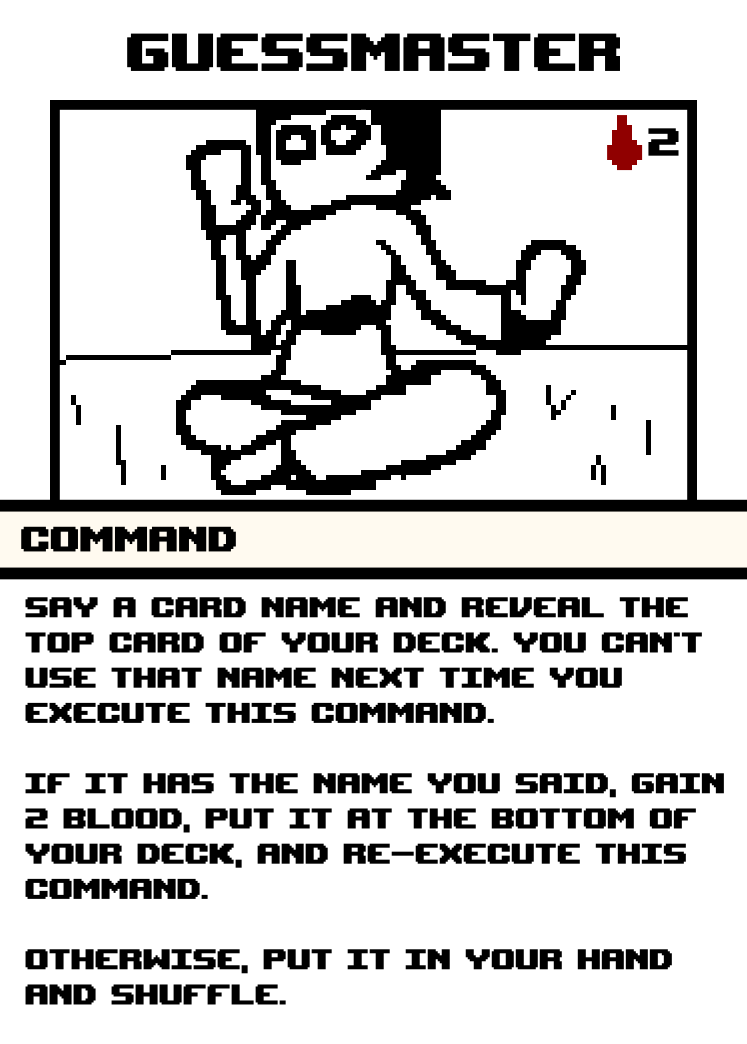 GUESSMASTER
2
COMMAND
SAY A CARD NAME AND REVEAL THE
TOP CARD OF YOUR DECK. YOU CAN'T
USE THAT NAME NEXT TIME YOU
EXECUTE THIS COMMAND.
IF IT HAS THE NAME YOU SAID, GAIN
2 BLOOD, PUT IT AT THE BOTTOM OF
YOUR DECK, AND RE-EXECUTE THIS
COMMAND.
OTHERWISE, PUT IT IN YOUR HAND
AND SHUFFLE.